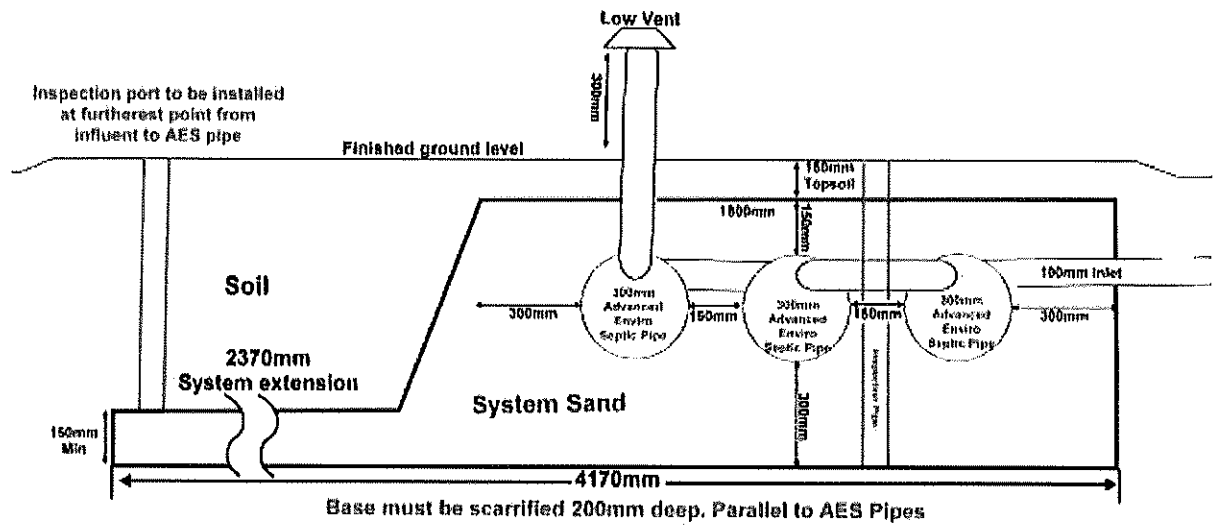 Low Vent
300mm
Inspection port to be installed
at furtherest point from
influent to AES pipe
Finished ground level
150mm
Topsoil
1800mm
150mm
100mm Inlet
Soil
300mm
300mm
Advanced
Enviro
Septic Pipe
150mm
300mm
Advanced
Enviro
Septic Pipe
150mm
300mm
Advanced
Enviro
Septic Pipe
300mm
2370mm
System extension
System Sand
300mm
Inspection Pipe
150mm
Min
4170mm
Base must be scarrified 200mm deep. Parallel to AES Pipes